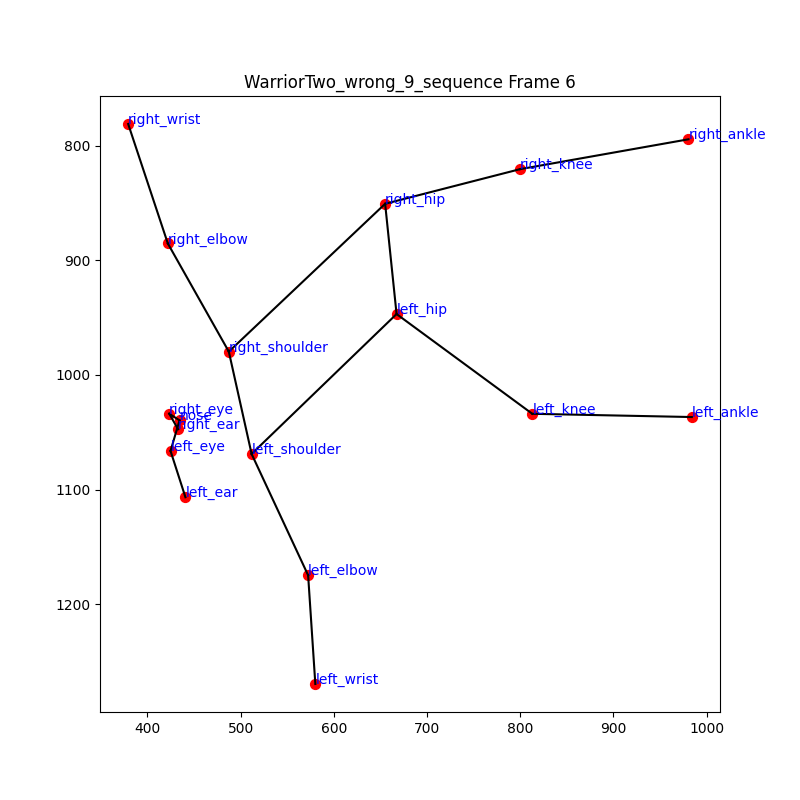 WarriorTwo_wrong_9_sequence Frame 6
right_wrist
right_ankle
800
right_knee
right_hip
right_elbow
900
left_hip
right_shoulder
1000
right_eye
nose
left_knee
left_ankle
right_ear
left_eye
left_shoulder
1100
left_ear
left_elbow
1200
left_wrist
400 500 600 700 800 900 1000